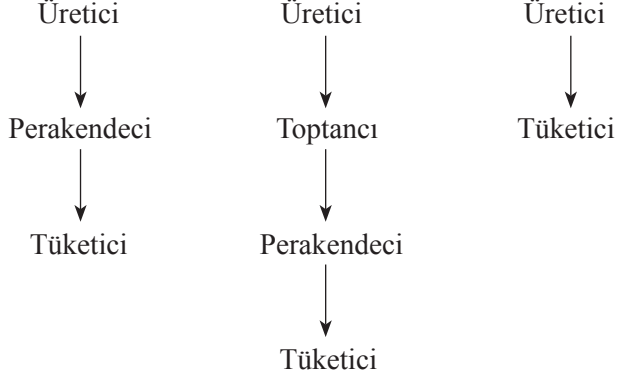 Üretici
Perakendeci
Tüketici
Üretici
Toptancı
Perakendeci
Tüketici
Üretici
Tüketici